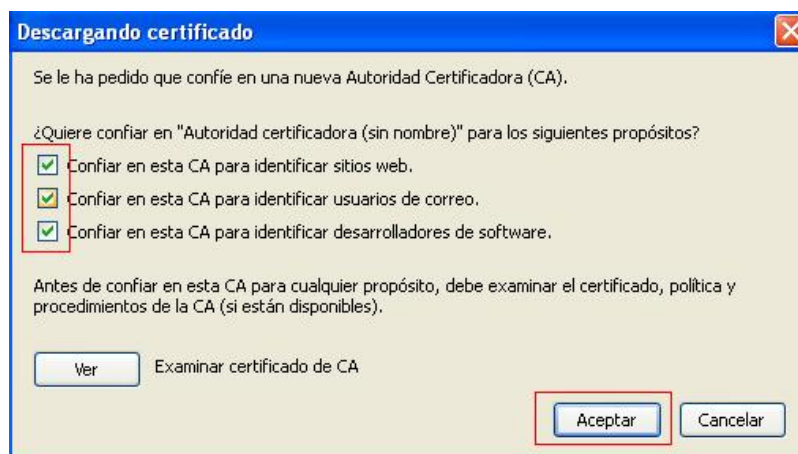 Descargando certificado
Se le ha pedido que confíe en una nueva Autoridad Certificadora (CA).
¿Quiere confiar en "Autoridad certificadora (sin nombre)" para los siguientes propósitos?
Confiar en esta CA para identificar sitios web.
Confiar en esta CA para identificar usuarios de correo.
Confiar en esta CA para identificar desarrolladores de software.
Antes de confiar en esta CA para cualquier propósito, debe examinar el certificado, política y
procedimientos de la CA (si están disponibles).
Ver Examinar certificado de CA
Aceptar Cancelar